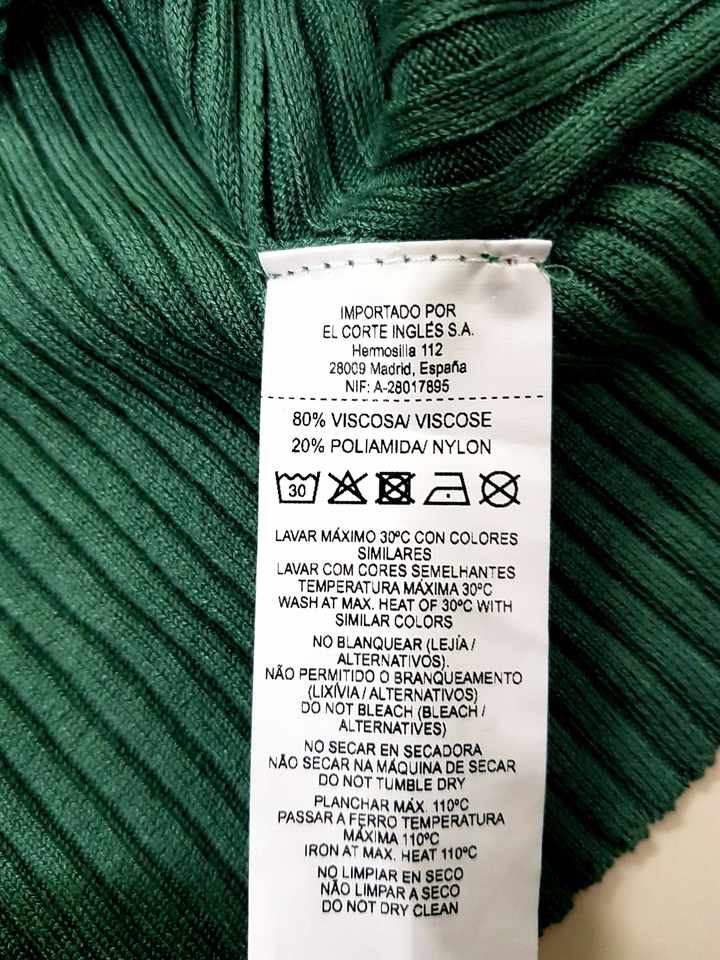 IMPORTADO POR
EL CORTE INGLÉS S.A.
Hermosilla 112
28009 Madrid, España
NIF: A-28017895
80% VISCOSA/ VISCOSE
20% POLIAMIDA/ NYLON
30
LAVAR MÁXIMO 30ºC CON COLORES
SIMILARES
LAVAR COM CORES SEMELHANTES
TEMPERATURA MÁXIMA 30ºC
WASH AT MAX. HEAT OF 30ºC WITH
SIMILAR COLORS
NO BLANQUEAR (LEJÍA /
ALTERNATIVOS).
NÃO PERMITIDO O BRANQUEAMENTO
(LIXÍVIA / ALTERNATIVOS)
DO NOT BLEACH (BLEACH /
ALTERNATIVES)
NO SECAR EN SECADORA
NÃO SECAR NA MÁQUINA DE SECAR
DO NOT TUMBLE DRY
PLANCHAR MÁX. 110ºC
PASSAR A FERRO TEMPERATURA
MÁXIMA 110ºC
IRON AT MAX. HEAT 110ºC
NO LIMPIAR EN SECO
NÃO LIMPAR A SECO
DO NOT DRY CLEAN